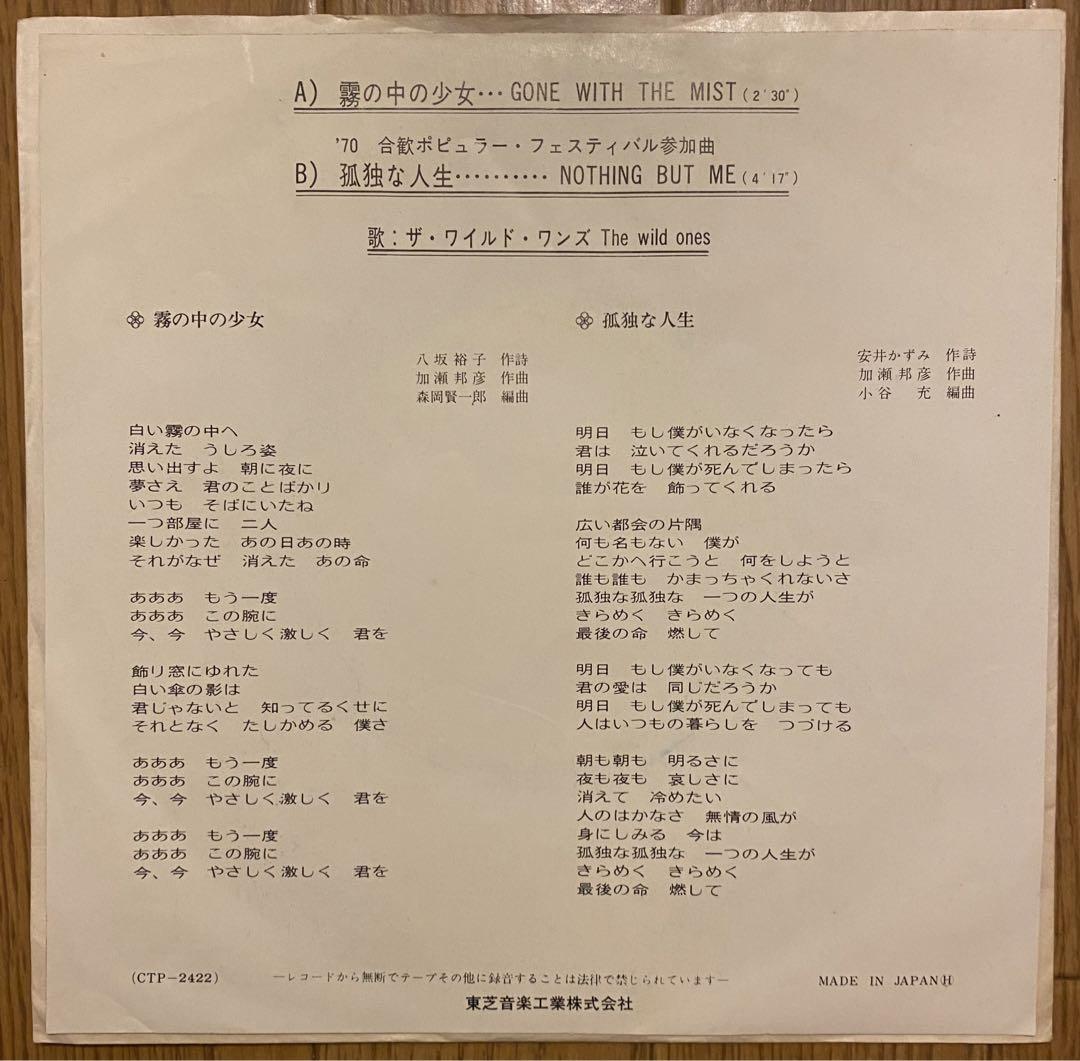 A) 霧の中の少女… GONE WITH THE MIST (2′30″)
'70 合歓ポピュラー・フェスティバル参加曲
B) 孤独な人生………… NOTHING BUT ME (4′17″)
歌：ザ・ワイルド・ワンズ The wild ones
霧の中の少女
八坂裕子 作詩
加瀬邦彦 作曲
森岡賢一郎 編曲
白い霧の中へ
消えた うしろ姿
思い出すよ 朝に夜に
夢さえ 君のことばかり
いつも そばにいたね
一つ部屋に 二人
楽しかった あの日あの時
それがなぜ 消えた あの命
あああ もう一度
あああ この腕に
今、今 やさしく激しく 君を
飾り窓にゆれた
白い傘の影は
君じゃないと 知ってるくせに
それとなく たしかめる 僕さ
あああ もう一度
あああ この腕に
今、今 やさしく激しく 君を
あああ もう一度
あああ この腕に
今、今 やさしく激しく 君を
孤独な人生
安井かずみ 作詩
加瀬邦彦 作曲
小谷 充 編曲
明日 もし僕がいなくなったら
君は 泣いてくれるだろうか
明日 もし僕が死んでしまったら
誰が花を 飾ってくれる
広い都会の片隅
何も名もない 僕が
どこかへ行こうと 何をしようと
誰も誰も かまっちゃくれないさ
孤独な孤独な 一つの人生が
きらめく きらめく
最後の命 燃して
明日 もし僕がいなくなっても
君の愛は 同じだろうか
明日 もし僕が死んでしまっても
人はいつもの暮らしを つづける
朝も朝も 明るさに
夜も夜も 哀しさに
消えて 冷めたい
人のはかなさ 無情の風が
身にしみる 今は
孤独な孤独な 一つの人生が
きらめく きらめく
最後の命 燃して
(CTP-2422)
―レコードから無断でテープその他に録音することは法律で禁じられています―
MADE IN JAPAN Ⓗ
東芝音楽工業株式会社